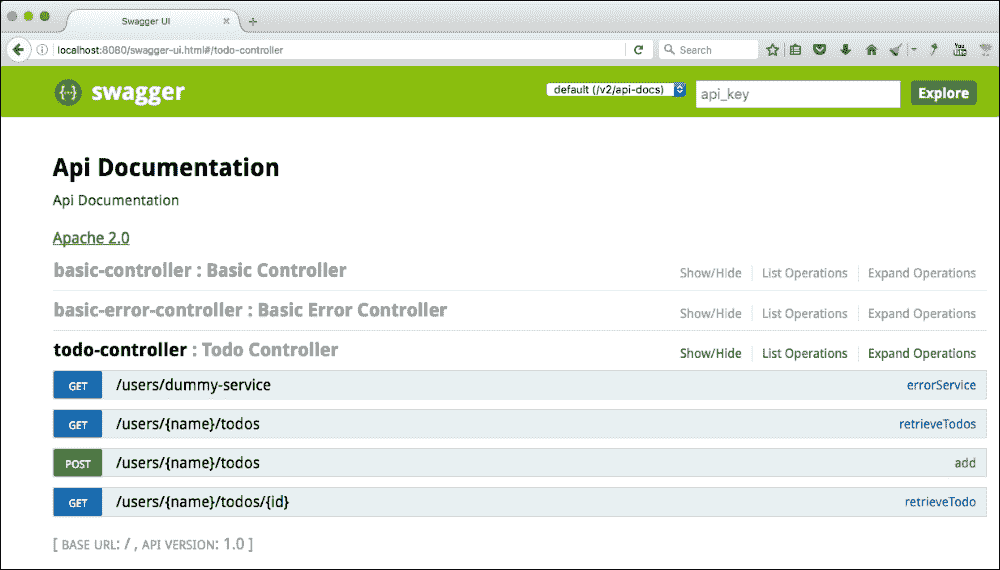 Swagger UI
localhost:8080/swagger-ui.html#/todo-controller
Search
You
{···} swagger
default (/v2/api-docs)
api_key
Explore
Api Documentation
Api Documentation
Apache 2.0
basic-controller : Basic Controller Show/Hide List Operations Expand Operations
basic-error-controller : Basic Error Controller Show/Hide List Operations Expand Operations
todo-controller : Todo Controller Show/Hide List Operations Expand Operations
GET /users/dummy-service errorService
GET /users/{name}/todos retrieveTodos
POST /users/{name}/todos add
GET /users/{name}/todos/{id} retrieveTodo
[ BASE URL: / , API VERSION: 1.0 ]